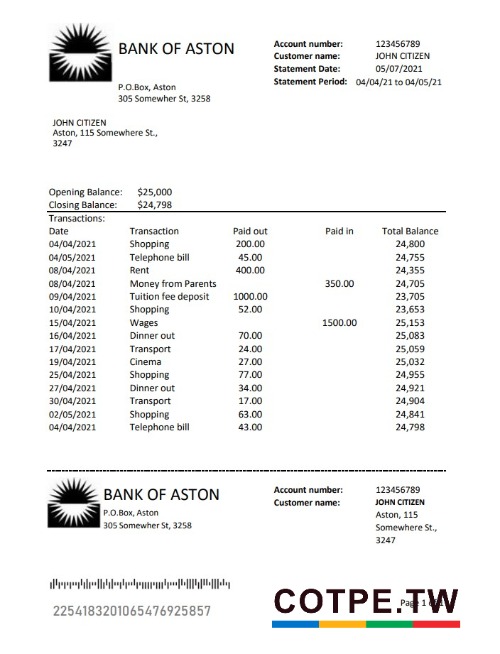 BANK OF ASTON
P.O.Box, Aston
305 Somewher St, 3258
Account number: 123456789
Customer name: JOHN CITIZEN
Statement Date: 05/07/2021
Statement Period: 04/04/21 to 04/05/21
JOHN CITIZEN
Aston, 115 Somewhere St.,
3247
Opening Balance: $25,000
Closing Balance: $24,798
Transactions:
Date Transaction Paid out Paid in Total Balance
04/04/2021 Shopping 200.00 24,800
04/05/2021 Telephone bill 45.00 24,755
08/04/2021 Rent 400.00 24,355
08/04/2021 Money from Parents 350.00 24,705
09/04/2021 Tuition fee deposit 1000.00 23,705
10/04/2021 Shopping 52.00 23,653
15/04/2021 Wages 1500.00 25,153
16/04/2021 Dinner out 70.00 25,083
17/04/2021 Transport 24.00 25,059
19/04/2021 Cinema 27.00 25,032
25/04/2021 Shopping 77.00 24,955
27/04/2021 Dinner out 34.00 24,921
30/04/2021 Transport 17.00 24,904
02/05/2021 Shopping 63.00 24,841
04/04/2021 Telephone bill 43.00 24,798
BANK OF ASTON
P.O.Box, Aston
305 Somewher St, 3258
Account number: 123456789
Customer name: JOHN CITIZEN
Aston, 115
Somewhere St.,
3247
2254183201065476925857
COTPE.TW
Page 1